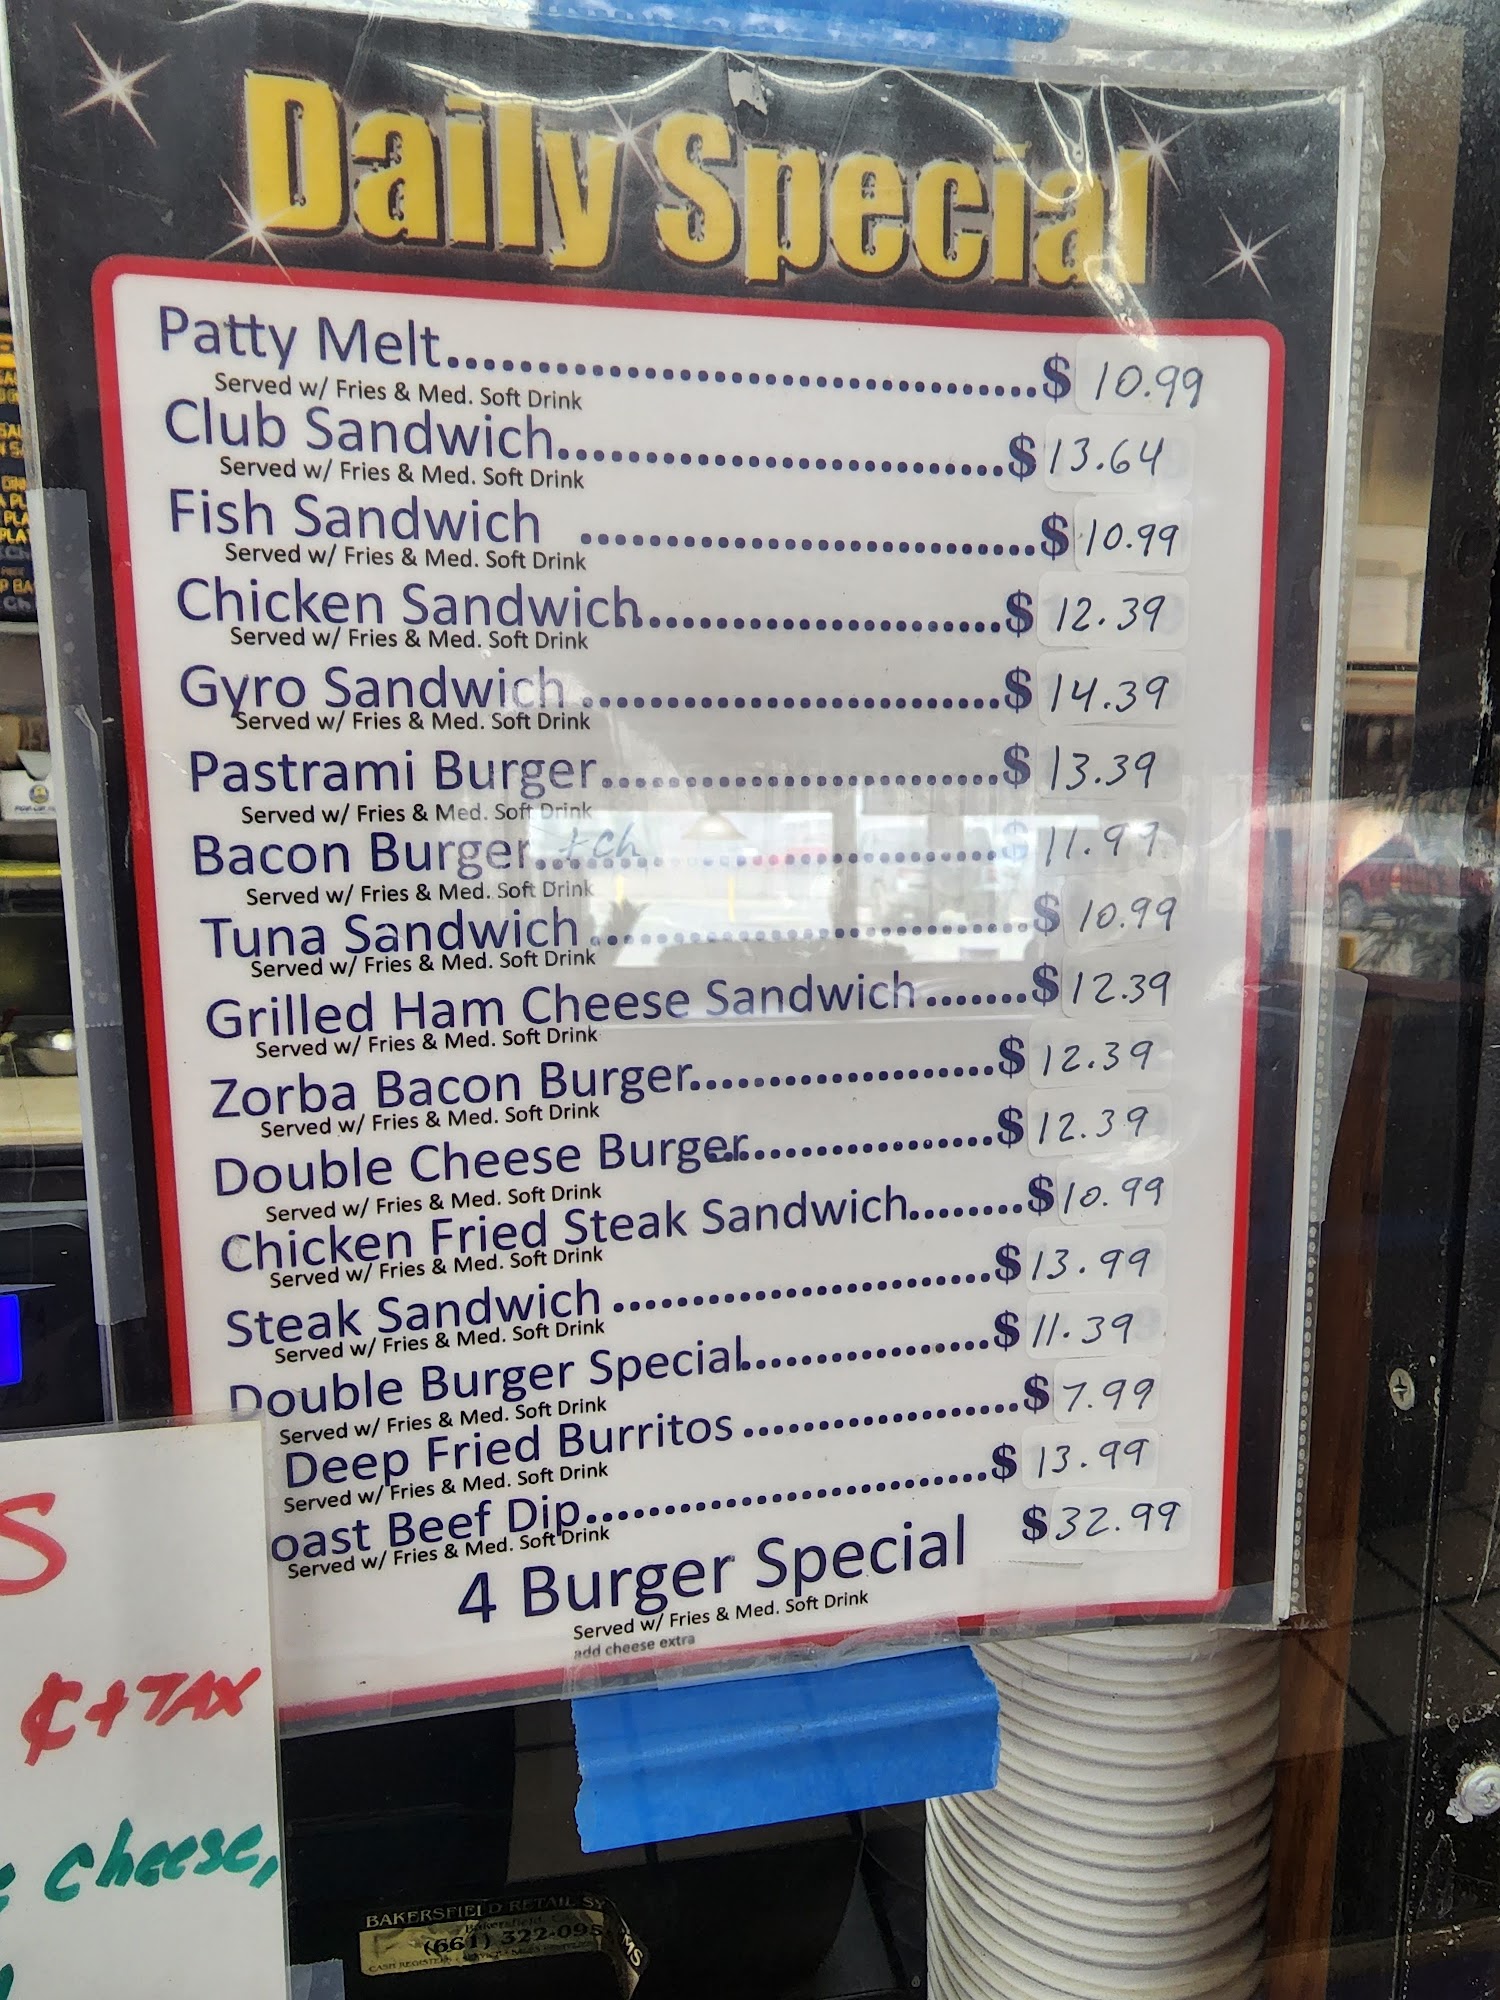 Daily Special
Patty Melt..............................$ 10.99
Served w/ Fries & Med. Soft Drink
Club Sandwich..............................$ 13.64
Served w/ Fries & Med. Soft Drink
Fish Sandwich ..............................$ 10.99
Served w/ Fries & Med. Soft Drink
Chicken Sandwich........................$ 12.39
Served w/ Fries & Med. Soft Drink
Gyro Sandwich ............................$ 14.39
Served w/ Fries & Med. Soft Drink
Pastrami Burger..........................$ 13.39
Served w/ Fries & Med. Soft Drink
Bacon Burger...+ch.......................$ 11.99
Served w/ Fries & Med. Soft Drink
Tuna Sandwich ............................$ 10.99
Served w/ Fries & Med. Soft Drink
Grilled Ham Cheese Sandwich .......$ 12.39
Served w/ Fries & Med. Soft Drink
Zorba Bacon Burger....................$ 12.39
Served w/ Fries & Med. Soft Drink
Double Cheese Burger..................$ 12.39
Served w/ Fries & Med. Soft Drink
Chicken Fried Steak Sandwich........$ 10.99
Served w/ Fries & Med. Soft Drink
Steak Sandwich ..........................$ 13.99
Served w/ Fries & Med. Soft Drink
Double Burger Special.................$ 11.39
Served w/ Fries & Med. Soft Drink
Deep Fried Burritos ...................$ 7.99
Served w/ Fries & Med. Soft Drink
oast Beef Dip............................$ 13.99
Served w/ Fries & Med. Soft Drink
4 Burger Special $ 32.99
Served w/ Fries & Med. Soft Drink
add cheese extra
S
¢+TAX
cheese,
BAKERSFIELD RETAIL SY
Bakersfield
(661) 322-095
MS